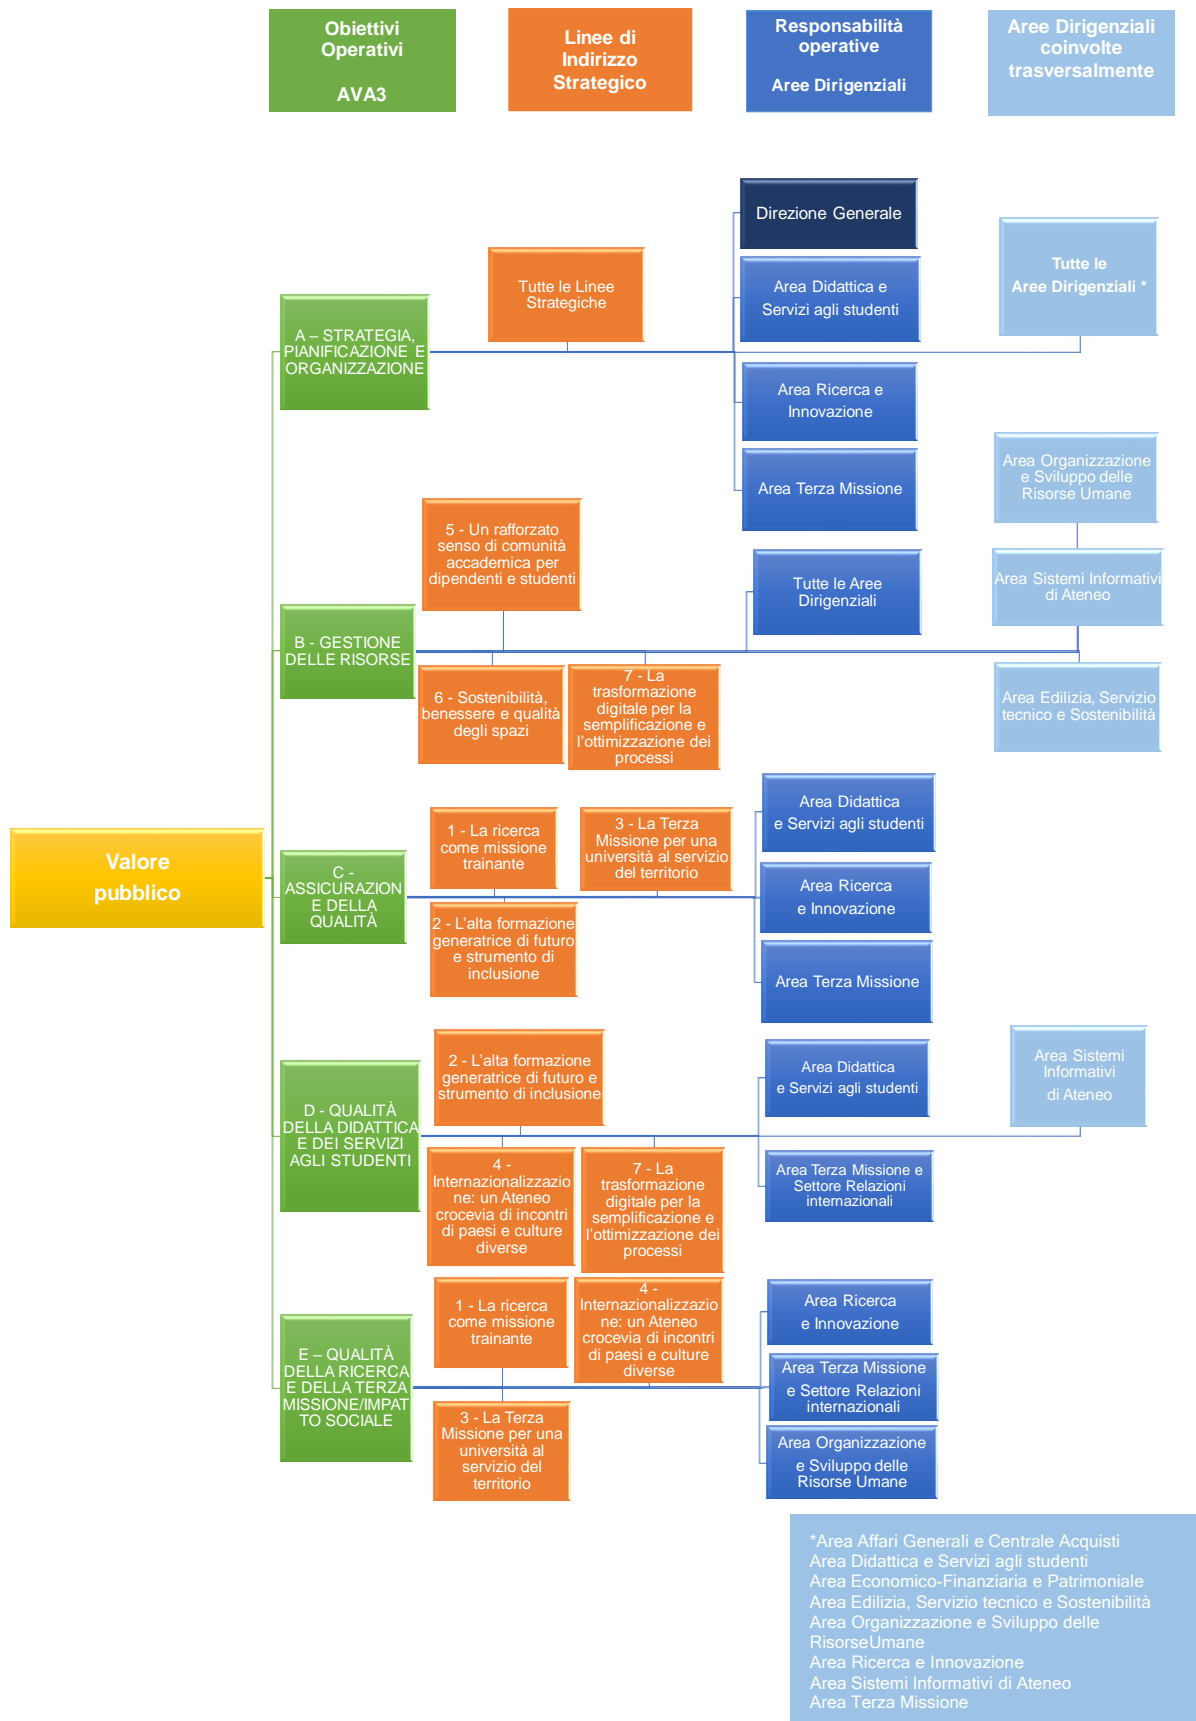 Obiettivi
Operativi
AVA3
Linee di
Indirizzo
Strategico
Responsabilità
operative
Aree Dirigenziali
Aree Dirigenziali
coinvolte
trasversalmente
Valore
pubblico
A – STRATEGIA,
PIANIFICAZIONE E
ORGANIZZAZIONE
Tutte le Linee
Strategiche
Direzione Generale
Area Didattica e
Servizi agli studenti
Area Ricerca e
Innovazione
Area Terza Missione
Tutte le
Aree Dirigenziali *
B - GESTIONE
DELLE RISORSE
5 - Un rafforzato
senso di comunità
accademica per
dipendenti e studenti
6 - Sostenibilità,
benessere e qualità
degli spazi
7 - La
trasformazione
digitale per la
semplificazione e
l'ottimizzazione dei
processi
Tutte le Aree
Dirigenziali
Area Organizzazione
e Sviluppo delle
Risorse Umane
Area Sistemi Informativi
di Ateneo
Area Edilizia, Servizio
tecnico e Sostenibilità
C -
ASSICURAZION
E DELLA
QUALITÀ
1 - La ricerca
come missione
trainante
3 - La Terza
Missione per una
università al servizio
del territorio
2 - L'alta formazione
generatrice di futuro
e strumento di
inclusione
Area Didattica
e Servizi agli studenti
Area Ricerca
e Innovazione
Area Terza Missione
D - QUALITÀ
DELLA DIDATTICA
E DEI SERVIZI
AGLI STUDENTI
2 - L'alta formazione
generatrice di futuro e
strumento di inclusione
4 -
Internazionalizzazio
ne: un Ateneo
crocevia di incontri
di paesi e culture
diverse
7 - La
trasformazione
digitale per la
semplificazione e
l'ottimizzazione dei
processi
Area Didattica
e Servizi agli studenti
Area Terza Missione e
Settore Relazioni
internazionali
Area Sistemi
Informativi
di Ateneo
E – QUALITÀ
DELLA RICERCA
E DELLA TERZA
MISSIONE/IMPAT
TO SOCIALE
1 - La ricerca
come missione
trainante
4 -
Internazionalizzazio
ne: un Ateneo
crocevia di incontri
di paesi e culture
diverse
3 - La Terza
Missione per una
università al
servizio del
territorio
Area Ricerca
e Innovazione
Area Terza Missione
e Settore Relazioni
internazionali
Area Organizzazione
e Sviluppo delle
Risorse Umane
*Area Affari Generali e Centrale Acquisti
Area Didattica e Servizi agli studenti
Area Economico-Finanziaria e Patrimoniale
Area Edilizia, Servizio tecnico e Sostenibilità
Area Organizzazione e Sviluppo delle
RisorseUmane
Area Ricerca e Innovazione
Area Sistemi Informativi di Ateneo
Area Terza Missione